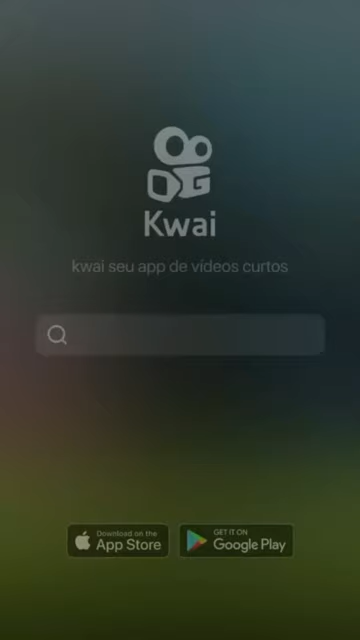 Kwai
kwai seu app de vídeos curtos
Download on the
App Store
GET IT ON
Google Play